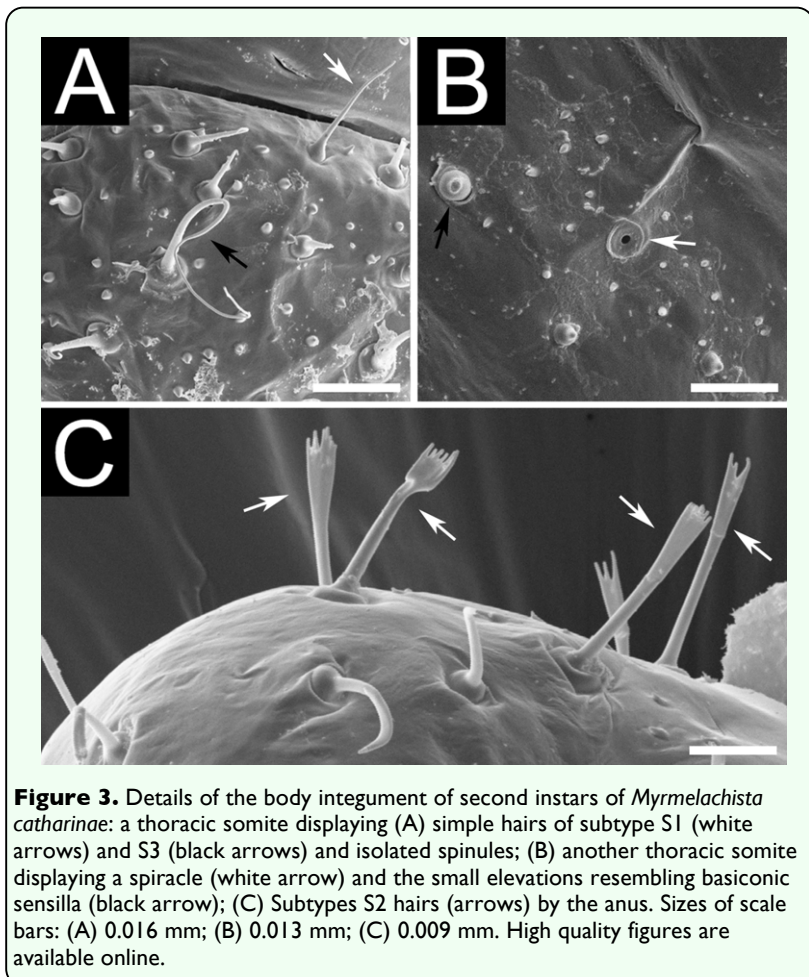 A
B
C
Figure 3. Details of the body integument of second instars of Myrmelachista
catharinae: a thoracic somite displaying (A) simple hairs of subtype S1 (white
arrows) and S3 (black arrows) and isolated spinules; (B) another thoracic somite
displaying a spiracle (white arrow) and the small elevations resembling basiconic
sensilla (black arrow); (C) Subtypes S2 hairs (arrows) by the anus. Sizes of scale
bars: (A) 0.016 mm; (B) 0.013 mm; (C) 0.009 mm. High quality figures are
available online.